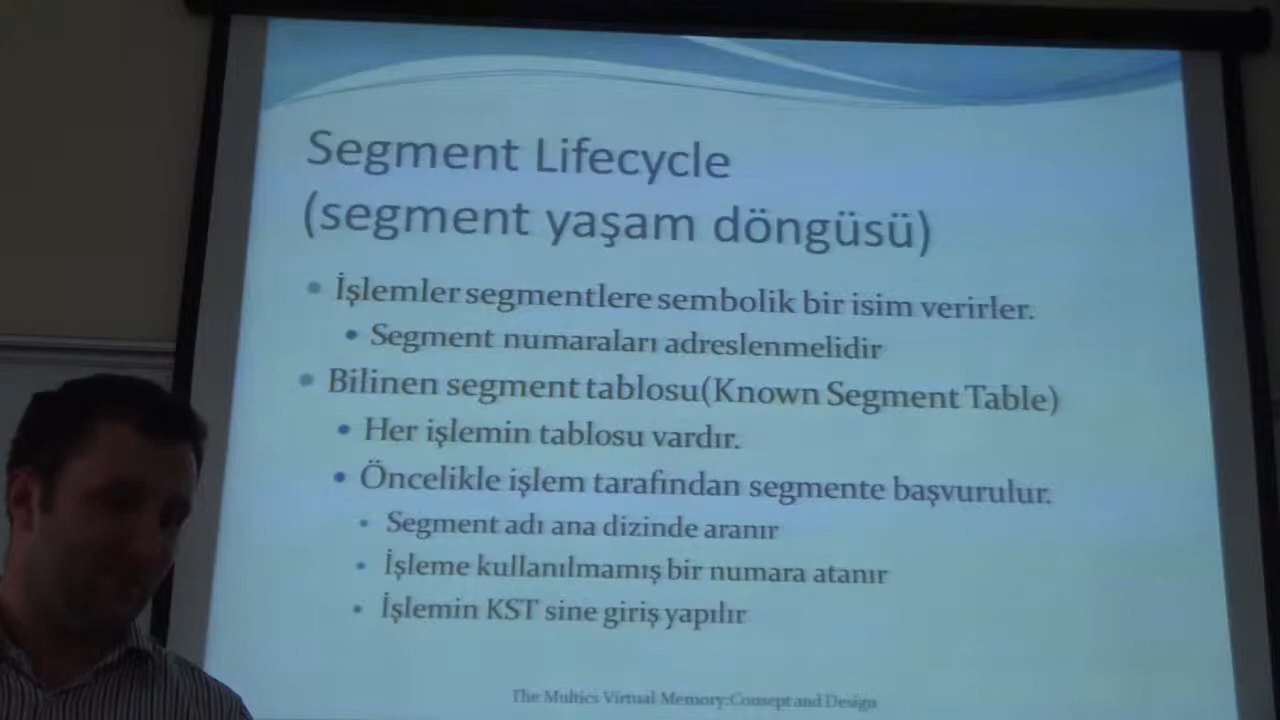 Segment Lifecycle
(segment yaşam döngüsü)
İşlemler segmentlere sembolik bir isim verirler.
Segment numaraları adreslenmelidir
Bilinen segment tablosu(Known Segment Table)
Her işlemin tablosu vardır.
Öncelikle işlem tarafından segmente başvurulur.
Segment adı ana dizinde aranır
İşleme kullanılmamış bir numara atanır
İşlemin KST sine giriş yapılır
The Multics Virtual Memory:Consept and Design